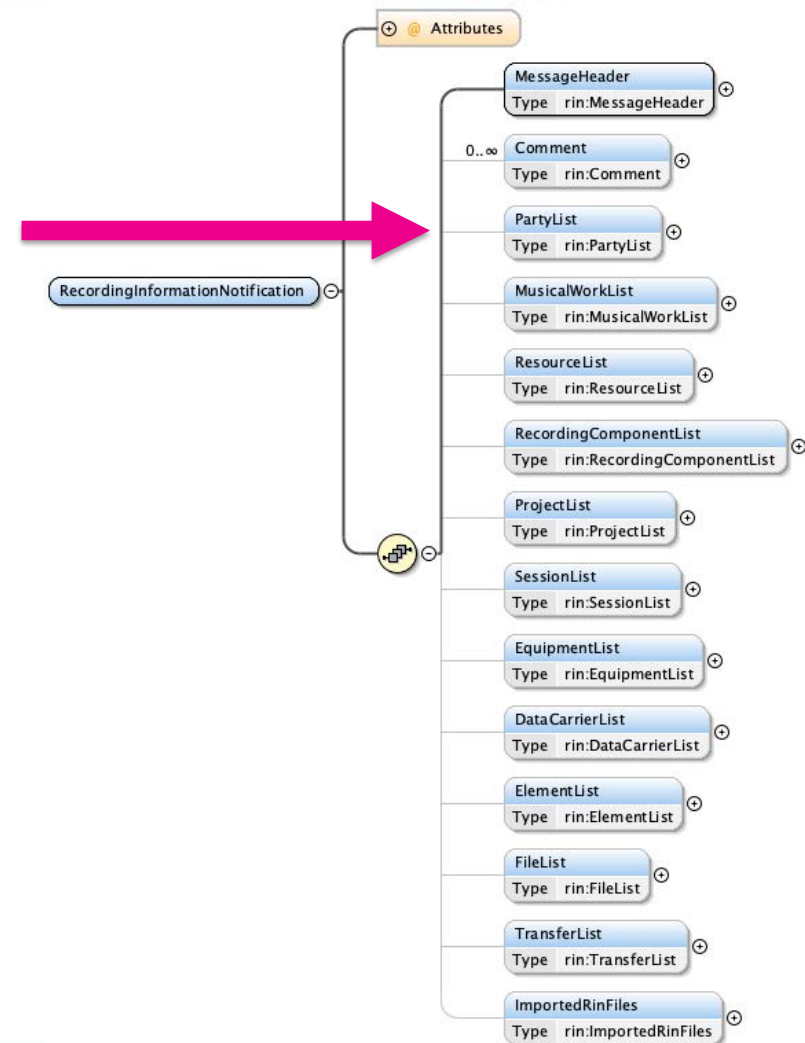 @ Attributes
MessageHeader
Type rin:MessageHeader
0..∞
Comment
Type rin:Comment
PartyList
Type rin:PartyList
RecordingInformationNotification
MusicalWorkList
Type rin:MusicalWorkList
ResourceList
Type rin:ResourceList
RecordingComponentList
Type rin:RecordingComponentList
ProjectList
Type rin:ProjectList
SessionList
Type rin:SessionList
EquipmentList
Type rin:EquipmentList
DataCarrierList
Type rin:DataCarrierList
ElementList
Type rin:ElementList
FileList
Type rin:FileList
TransferList
Type rin:TransferList
ImportedRinFiles
Type rin:ImportedRinFiles